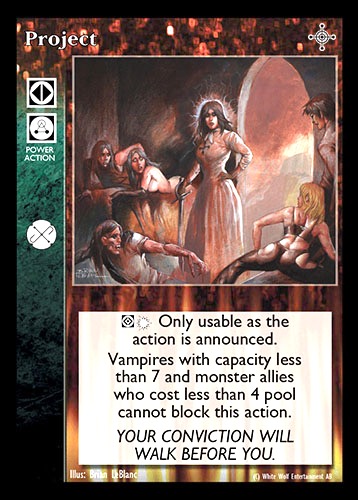 Project
POWER
ACTION
Only usable as the
action is announced.
Vampires with capacity less
than 7 and monster allies
who cost less than 4 pool
cannot block this action.
YOUR CONVICTION WILL
WALK BEFORE YOU.
Illus: Brian LeBlanc
(C) White Wolf Entertainment AB